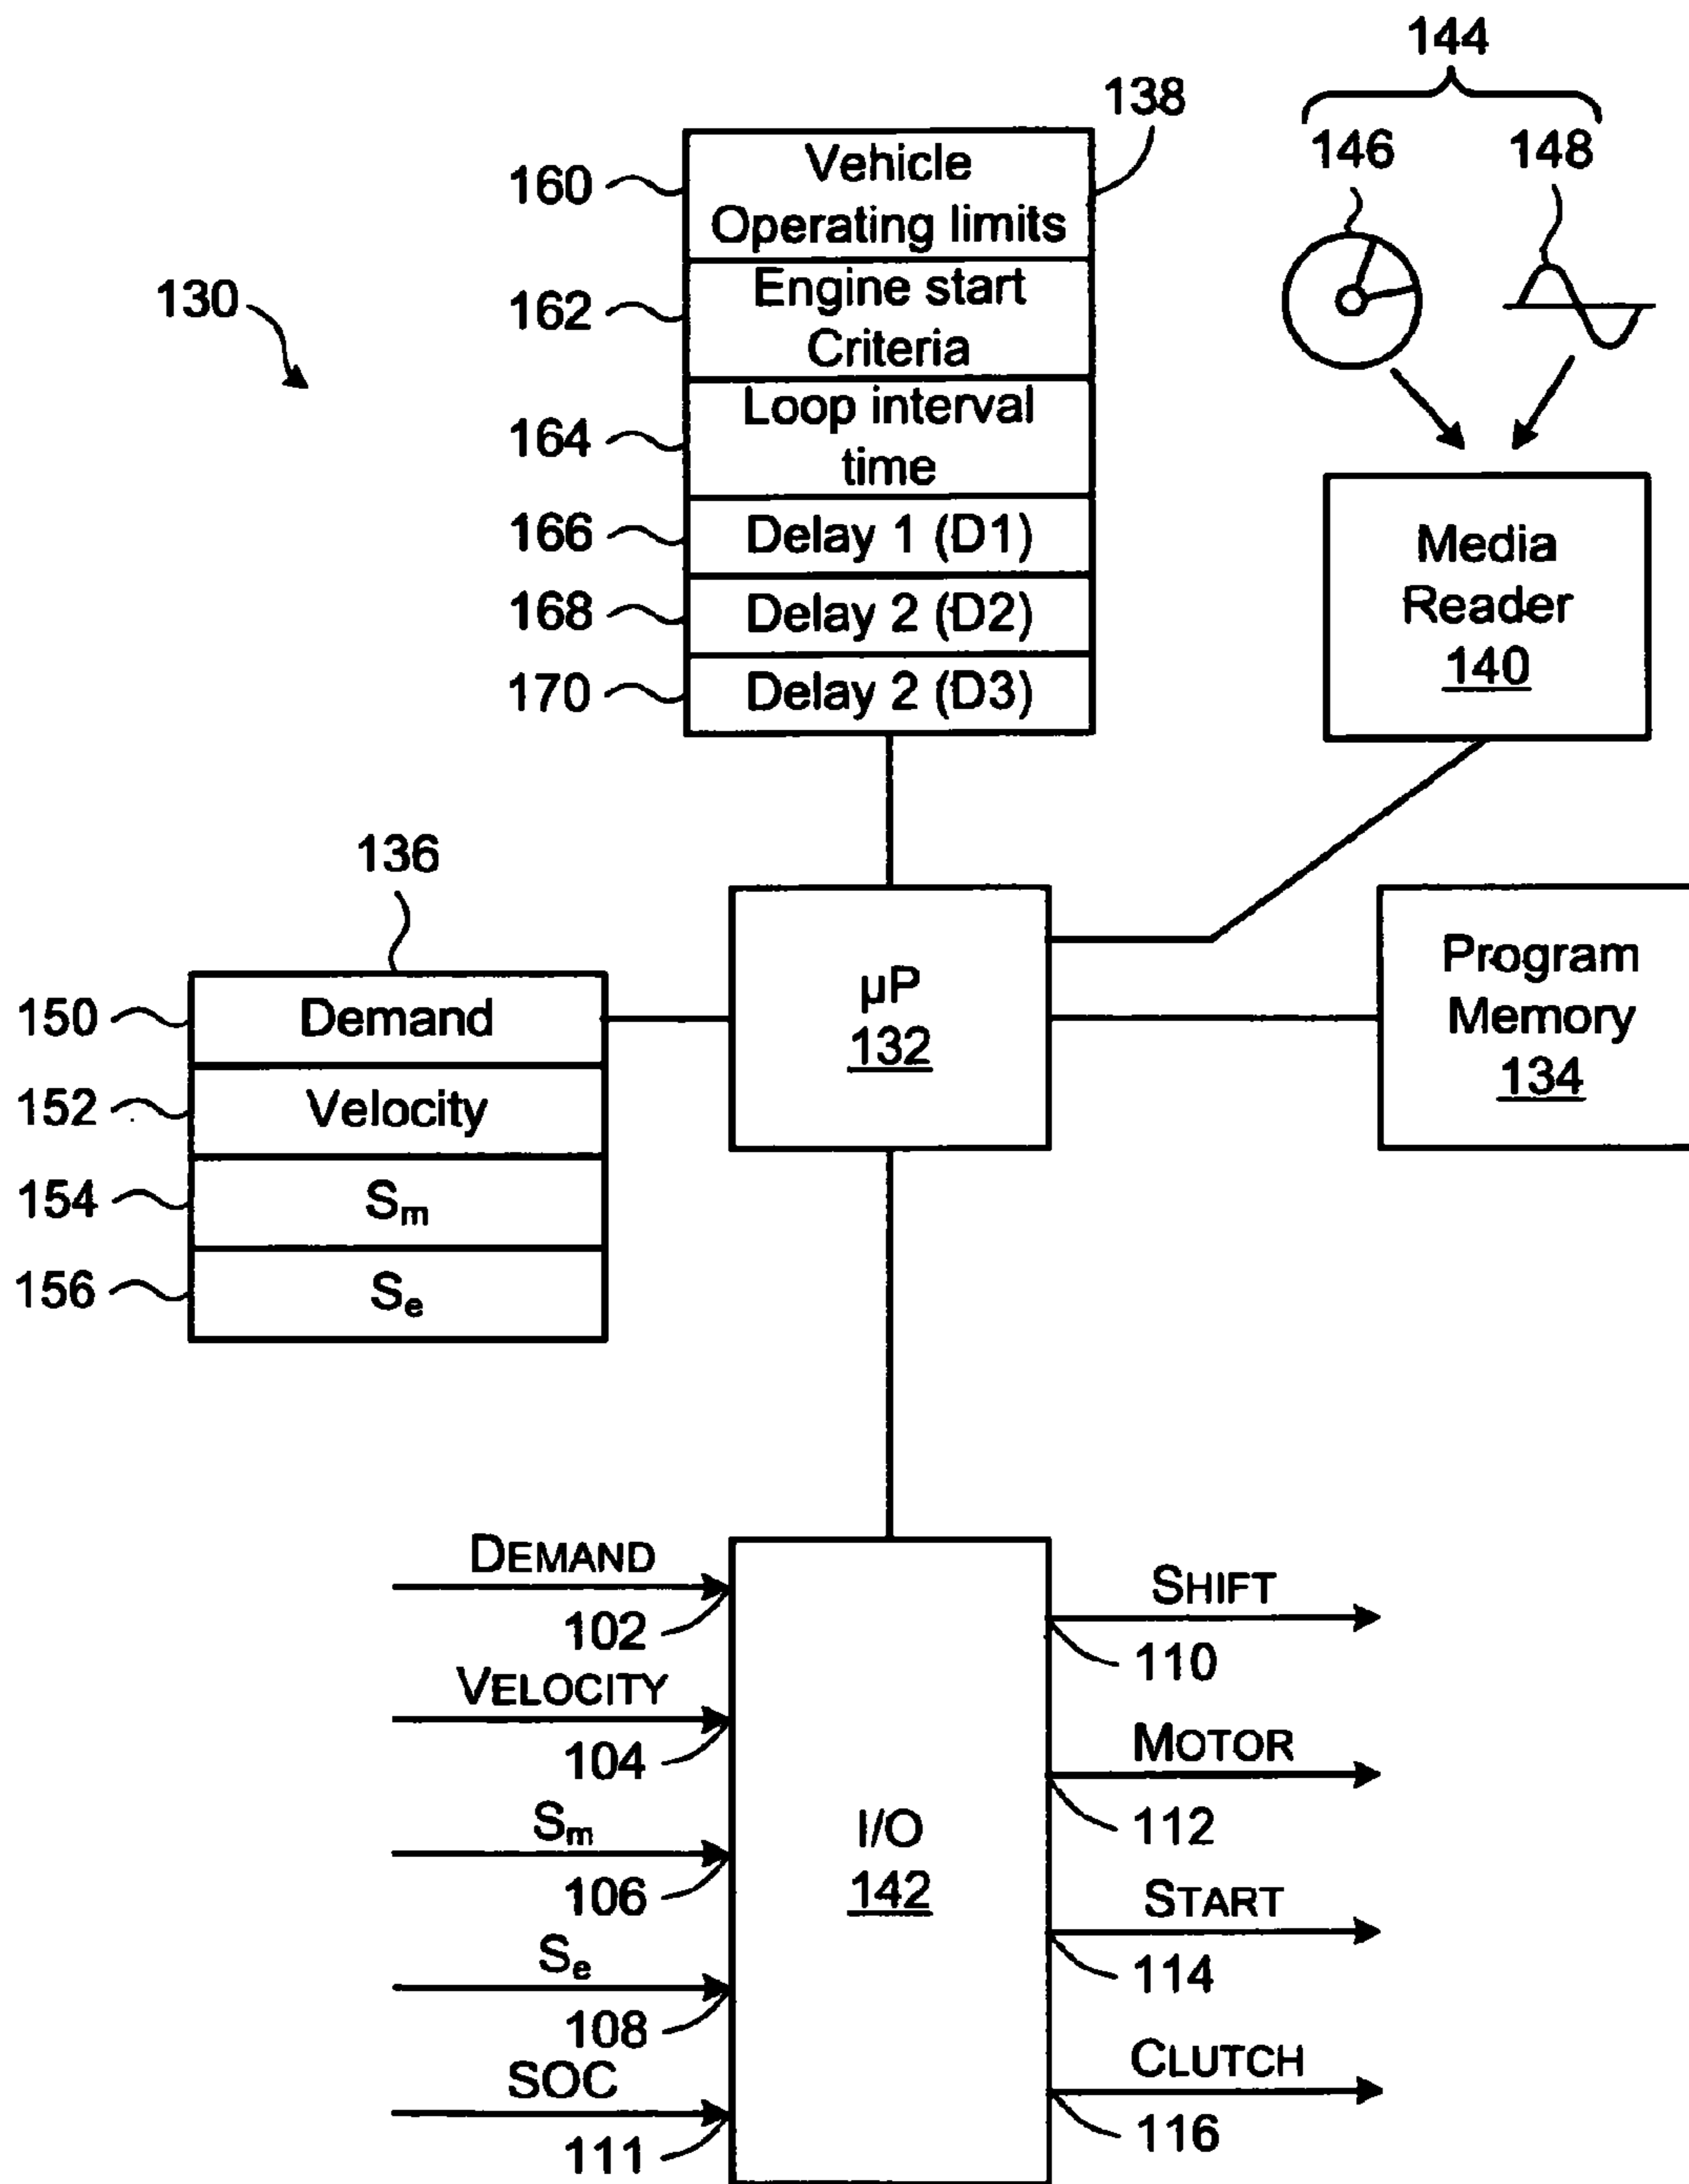 144
138
146
148
160
Vehicle
Operating limits
130
162
Engine start
Criteria
164
Loop interval
time
166
Delay 1 (D1)
168
Delay 2 (D2)
170
Delay 2 (D3)
Media
Reader
140
136
150
Demand
152
Velocity
154
Sm
156
Se
µP
132
Program
Memory
134
DEMAND
102
VELOCITY
104
Sm
106
Se
108
SOC
111
I/O
142
SHIFT
110
MOTOR
112
START
114
CLUTCH
116